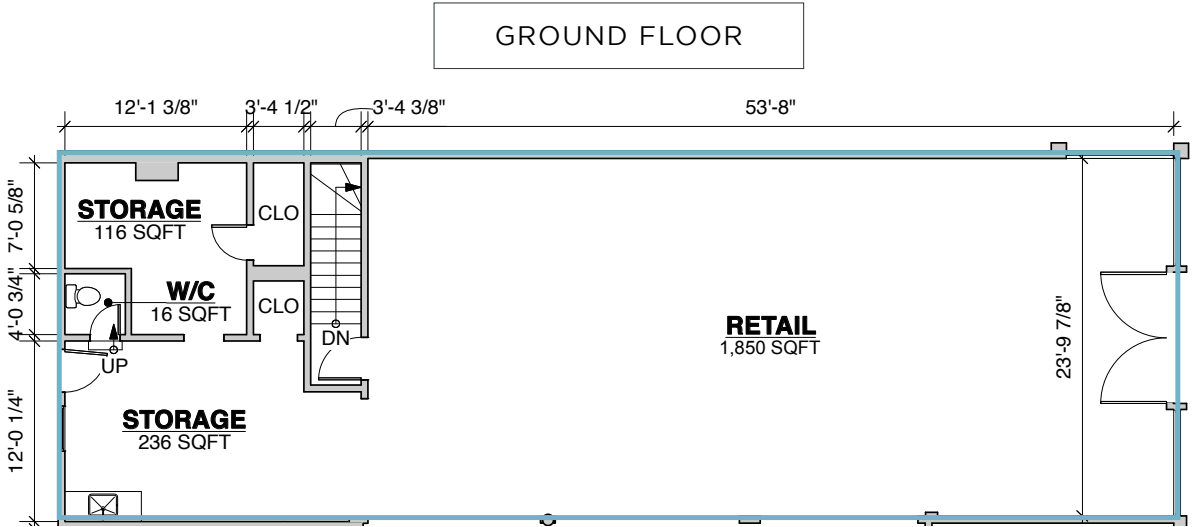 GROUND FLOOR
12'-1 3/8"
3'-4 1/2"
3'-4 3/8"
53'-8"
7'-0 5/8"
4'-0 3/4"
12'-0 1/4"
STORAGE
116 SQFT
CLO
W/C
16 SQFT
CLO
DN
UP
STORAGE
236 SQFT
RETAIL
1,850 SQFT
23'-9 7/8"